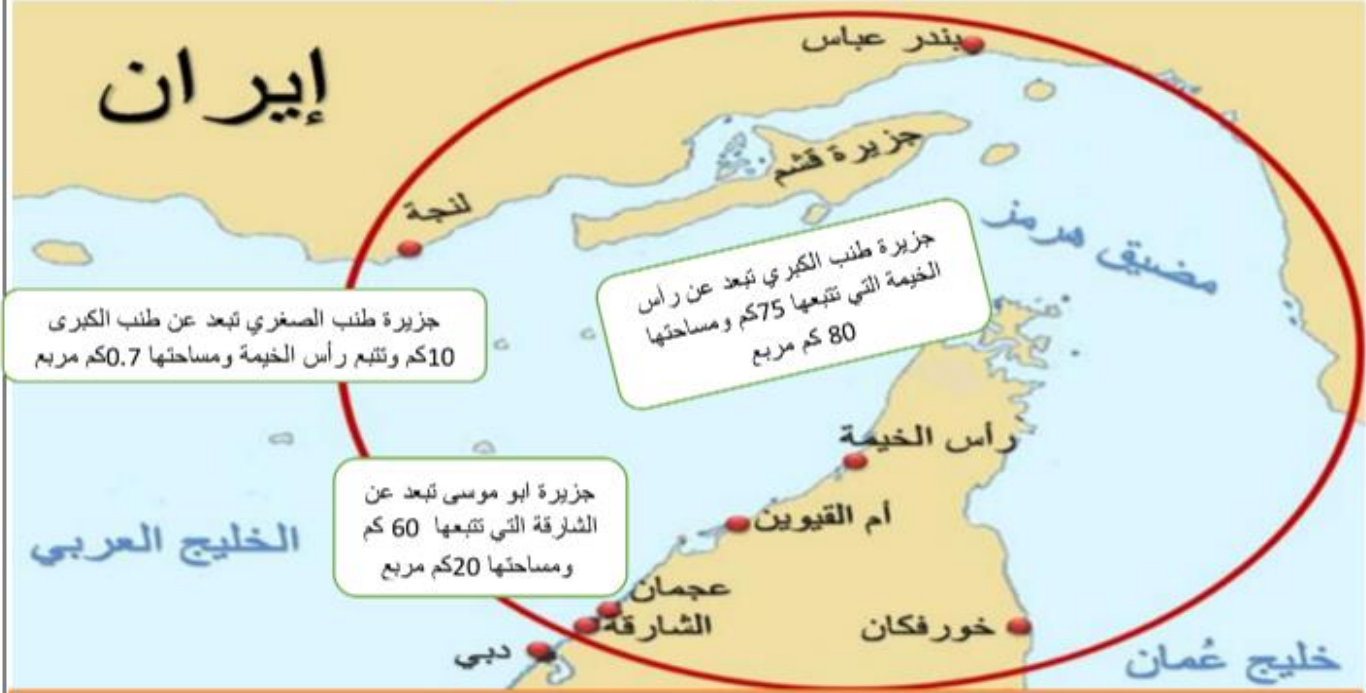 بندر عباس
إيران
جزيرة قشم
لنجة
مضيق هرمز
جزيرة طنب الكبري تبعد عن رأس
الخيمة التي تتبعها 75كم ومساحتها
80 كم مربع
جزيرة طنب الصغري تبعد عن طنب الكبرى
10كم وتتبع رأس الخيمة ومساحتها 0.7كم مربع
رأس الخيمة
جزيرة ابو موسى تبعد عن
الشارقة التي تتبعها 60 كم
ومساحتها 20كم مربع
أم القيوين
الخليج العربي
عجمان
الشارقة
خورفكان
دبي
خليج عُمان